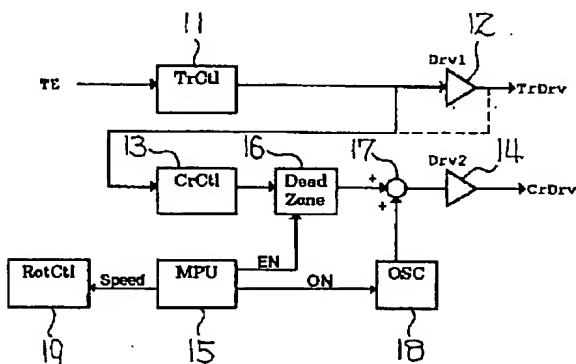 11
12
Drv1
TE
TrCtl
TrDrv
13
16
17
Drv2
14
CrCtl
Dead
Zone
+
+
CrDrv
EN
RotCtl
Speed
MPU
ON
OSC
19
15
18